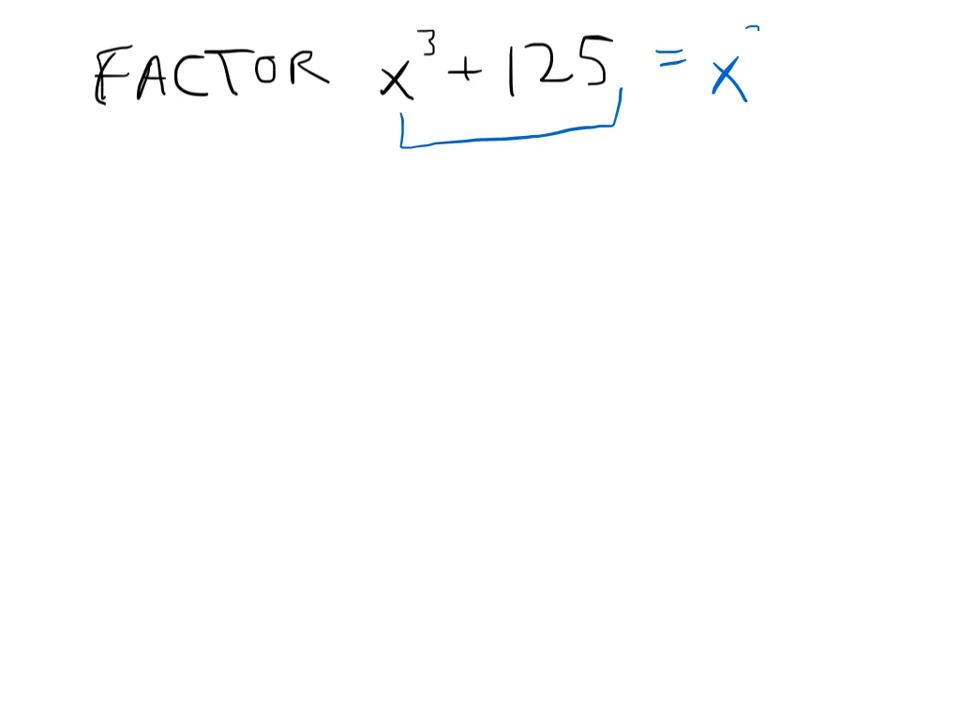 FACTOR x³ + 125 = x